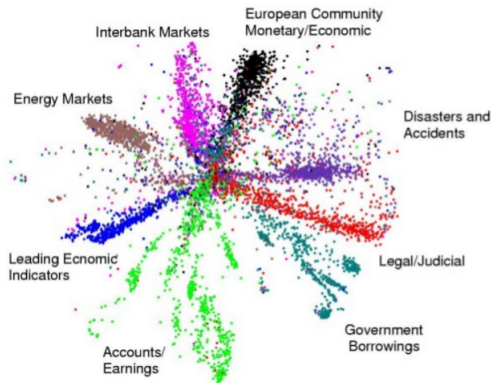 Interbank Markets
European Community
Monetary/Economic
Energy Markets
Disasters and
Accidents
Leading Ecnomic
Indicators
Legal/Judicial
Accounts/
Earnings
Government
Borrowings